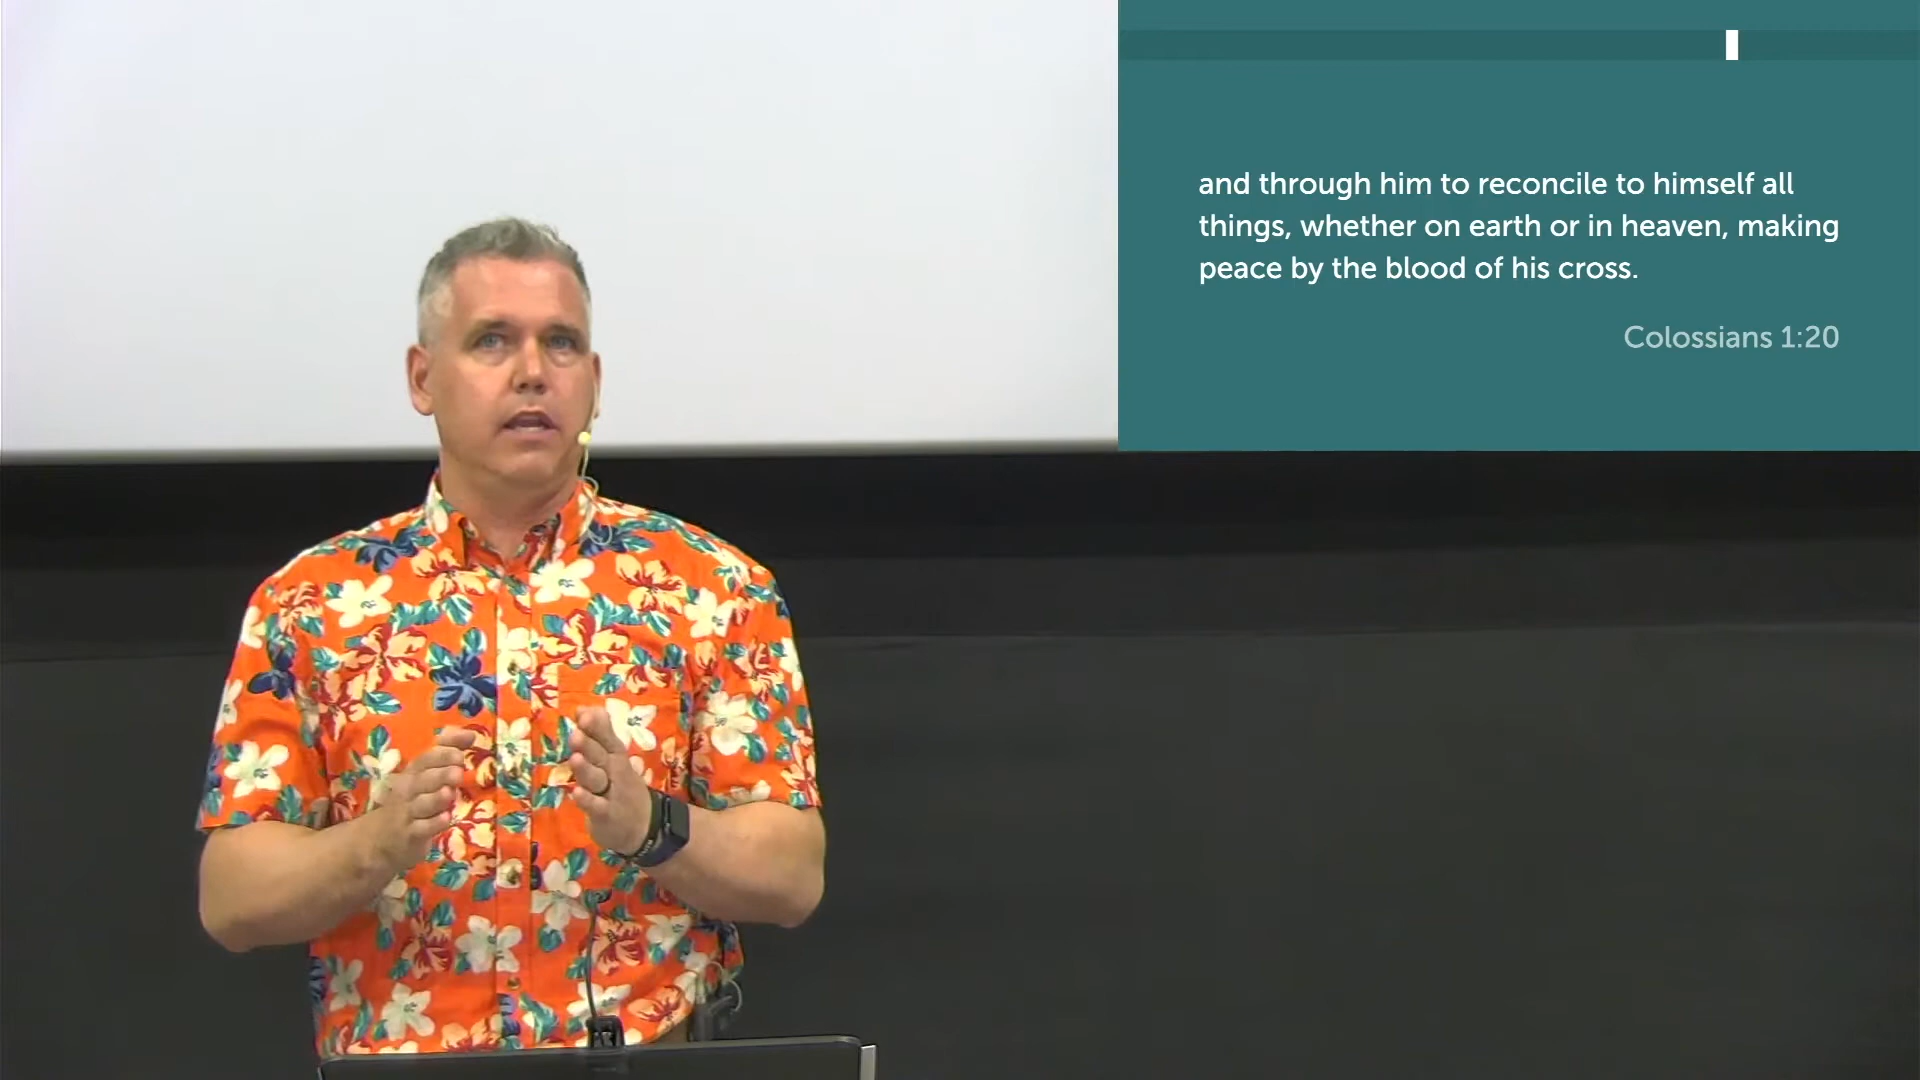 and through him to reconcile to himself all
things, whether on earth or in heaven, making
peace by the blood of his cross.
Colossians 1:20